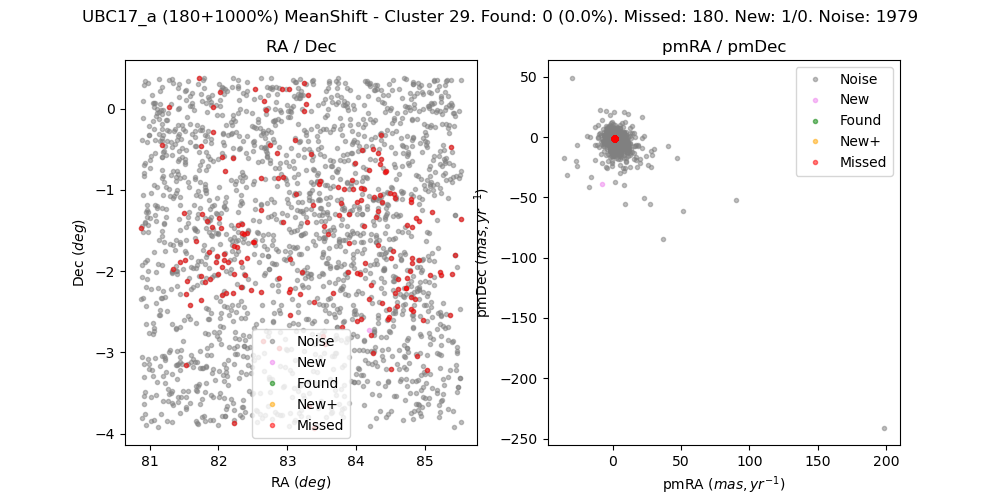 UBC17_a (180+1000%) MeanShift - Cluster 29. Found: 0 (0.0%). Missed: 180. New: 1/0. Noise: 1979
RA / Dec
0
−1
−2
−3
−4
Dec (deg)
81 82 83 84 85
RA (deg)
Noise
New
Found
New+
Missed
pmRA / pmDec
50
0
−50
−100
−150
−200
−250
pmDec (mas, yr⁻¹)
0 50 100 150 200
pmRA (mas, yr⁻¹)
Noise
New
Found
New+
Missed